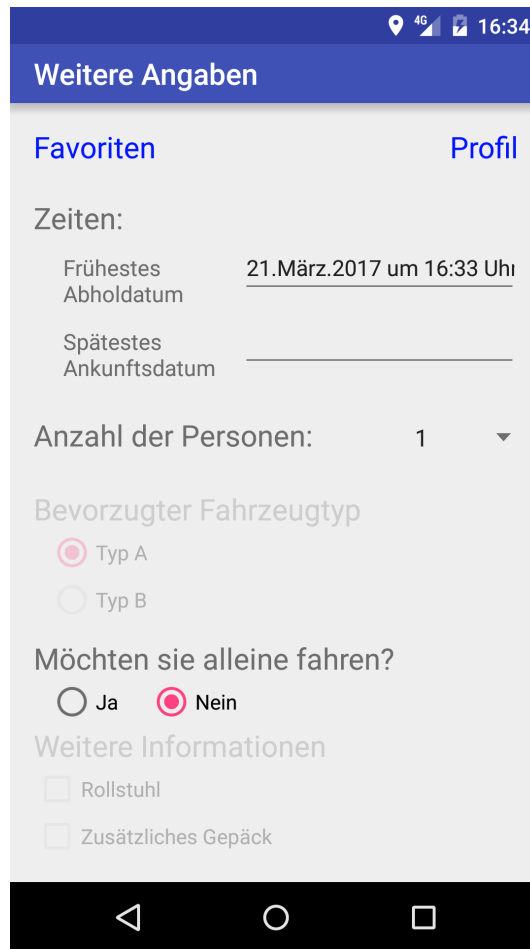 4G 16:34
Weitere Angaben
Favoriten Profil
Zeiten:
Frühestes
Abholdatum
21.März.2017 um 16:33 Uhr
Spätestes
Ankunftsdatum
Anzahl der Personen: 1
Bevorzugter Fahrzeugtyp
Typ A
Typ B
Möchten sie alleine fahren?
Ja Nein
Weitere Informationen
Rollstuhl
Zusätzliches Gepäck